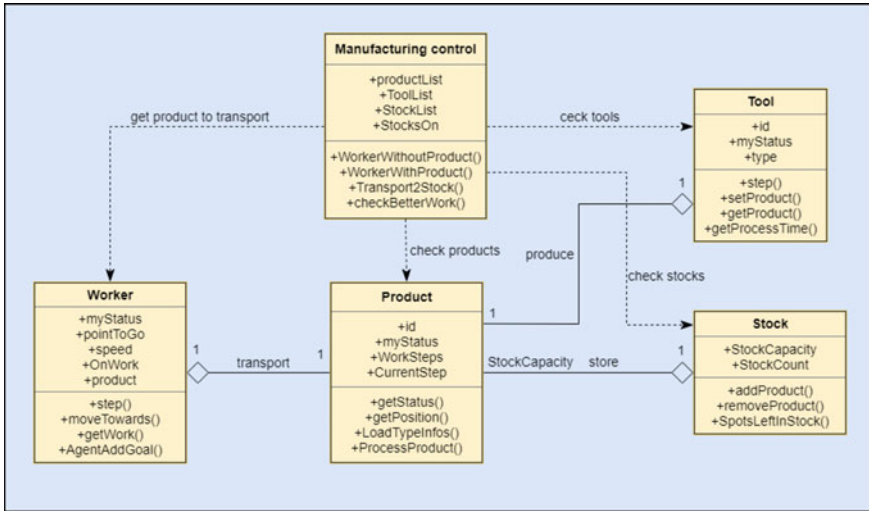 Manufacturing control
+productList
+ToolList
+StockList
+StocksOn
+WorkerWithoutProduct()
+WorkerWithProduct()
+Transport2Stock()
+checkBetterWork()
get product to transport
ceck tools
Tool
+id
+myStatus
+type
+step()
+setProduct()
+getProduct()
+getProcessTime()
1
produce
1
check products
check stocks
Worker
+myStatus
+pointToGo
+speed
+OnWork
+product
+step()
+moveTowards()
+getWork()
+AgentAddGoal()
1
transport
1
Product
+id
+myStatus
+WorkSteps
+CurrentStep
+getStatus()
+getPosition()
+LoadTypeInfos()
+ProcessProduct()
StockCapacity
store
1
Stock
+StockCapacity
+StockCount
+addProduct()
+removeProduct()
+SpotsLeftInStock()